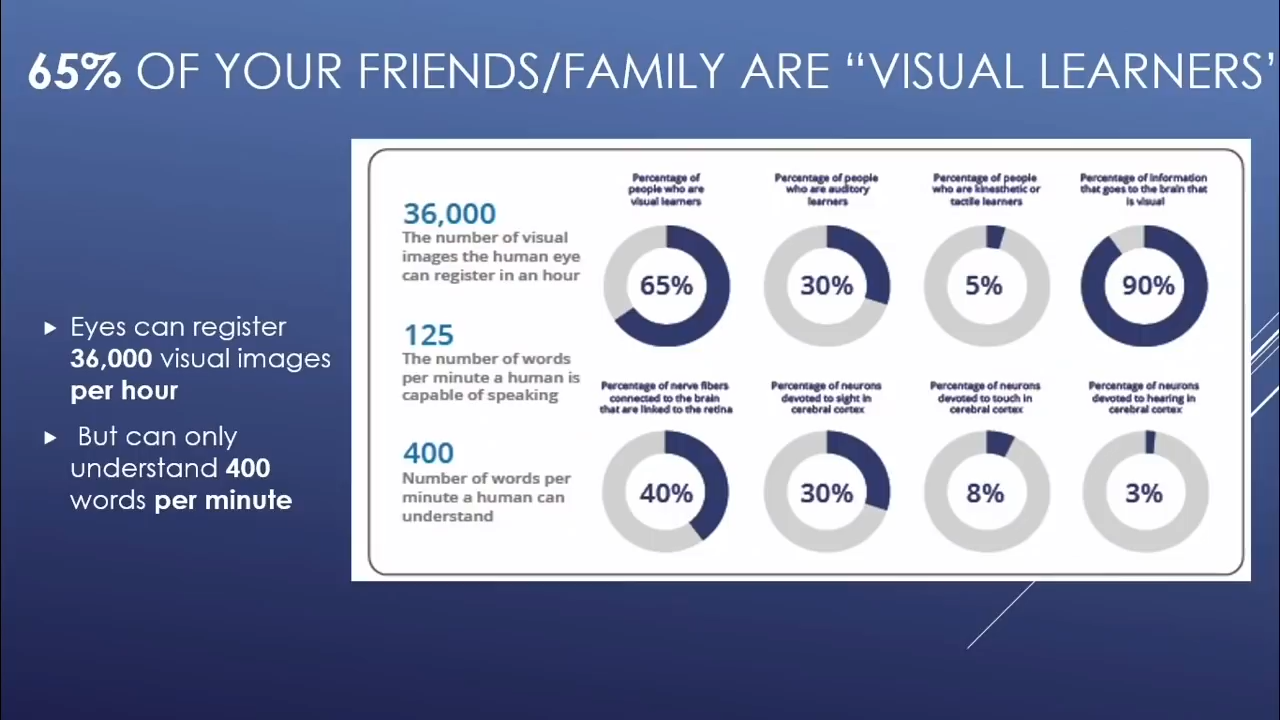 65% OF YOUR FRIENDS/FAMILY ARE “VISUAL LEARNERS’
Eyes can register
36,000 visual images
per hour
But can only
understand 400
words per minute
36,000
The number of visual
images the human eye
can register in an hour
125
The number of words
per minute a human is
capable of speaking
400
Number of words per
minute a human can
understand
Percentage of
people who are
visual learners
65%
Percentage of people
who are auditory
learners
30%
Percentage of people
who are kinesthetic or
tactile learners
5%
Percentage of information
that goes to the brain that
is visual
90%
Percentage of nerve fibers
connected to the brain
that are linked to the retina
40%
Percentage of neurons
devoted to sight in
cerebral cortex
30%
Percentage of neurons
devoted to touch in
cerebral cortex
8%
Percentage of neurons
devoted to hearing in
cerebral cortex
3%